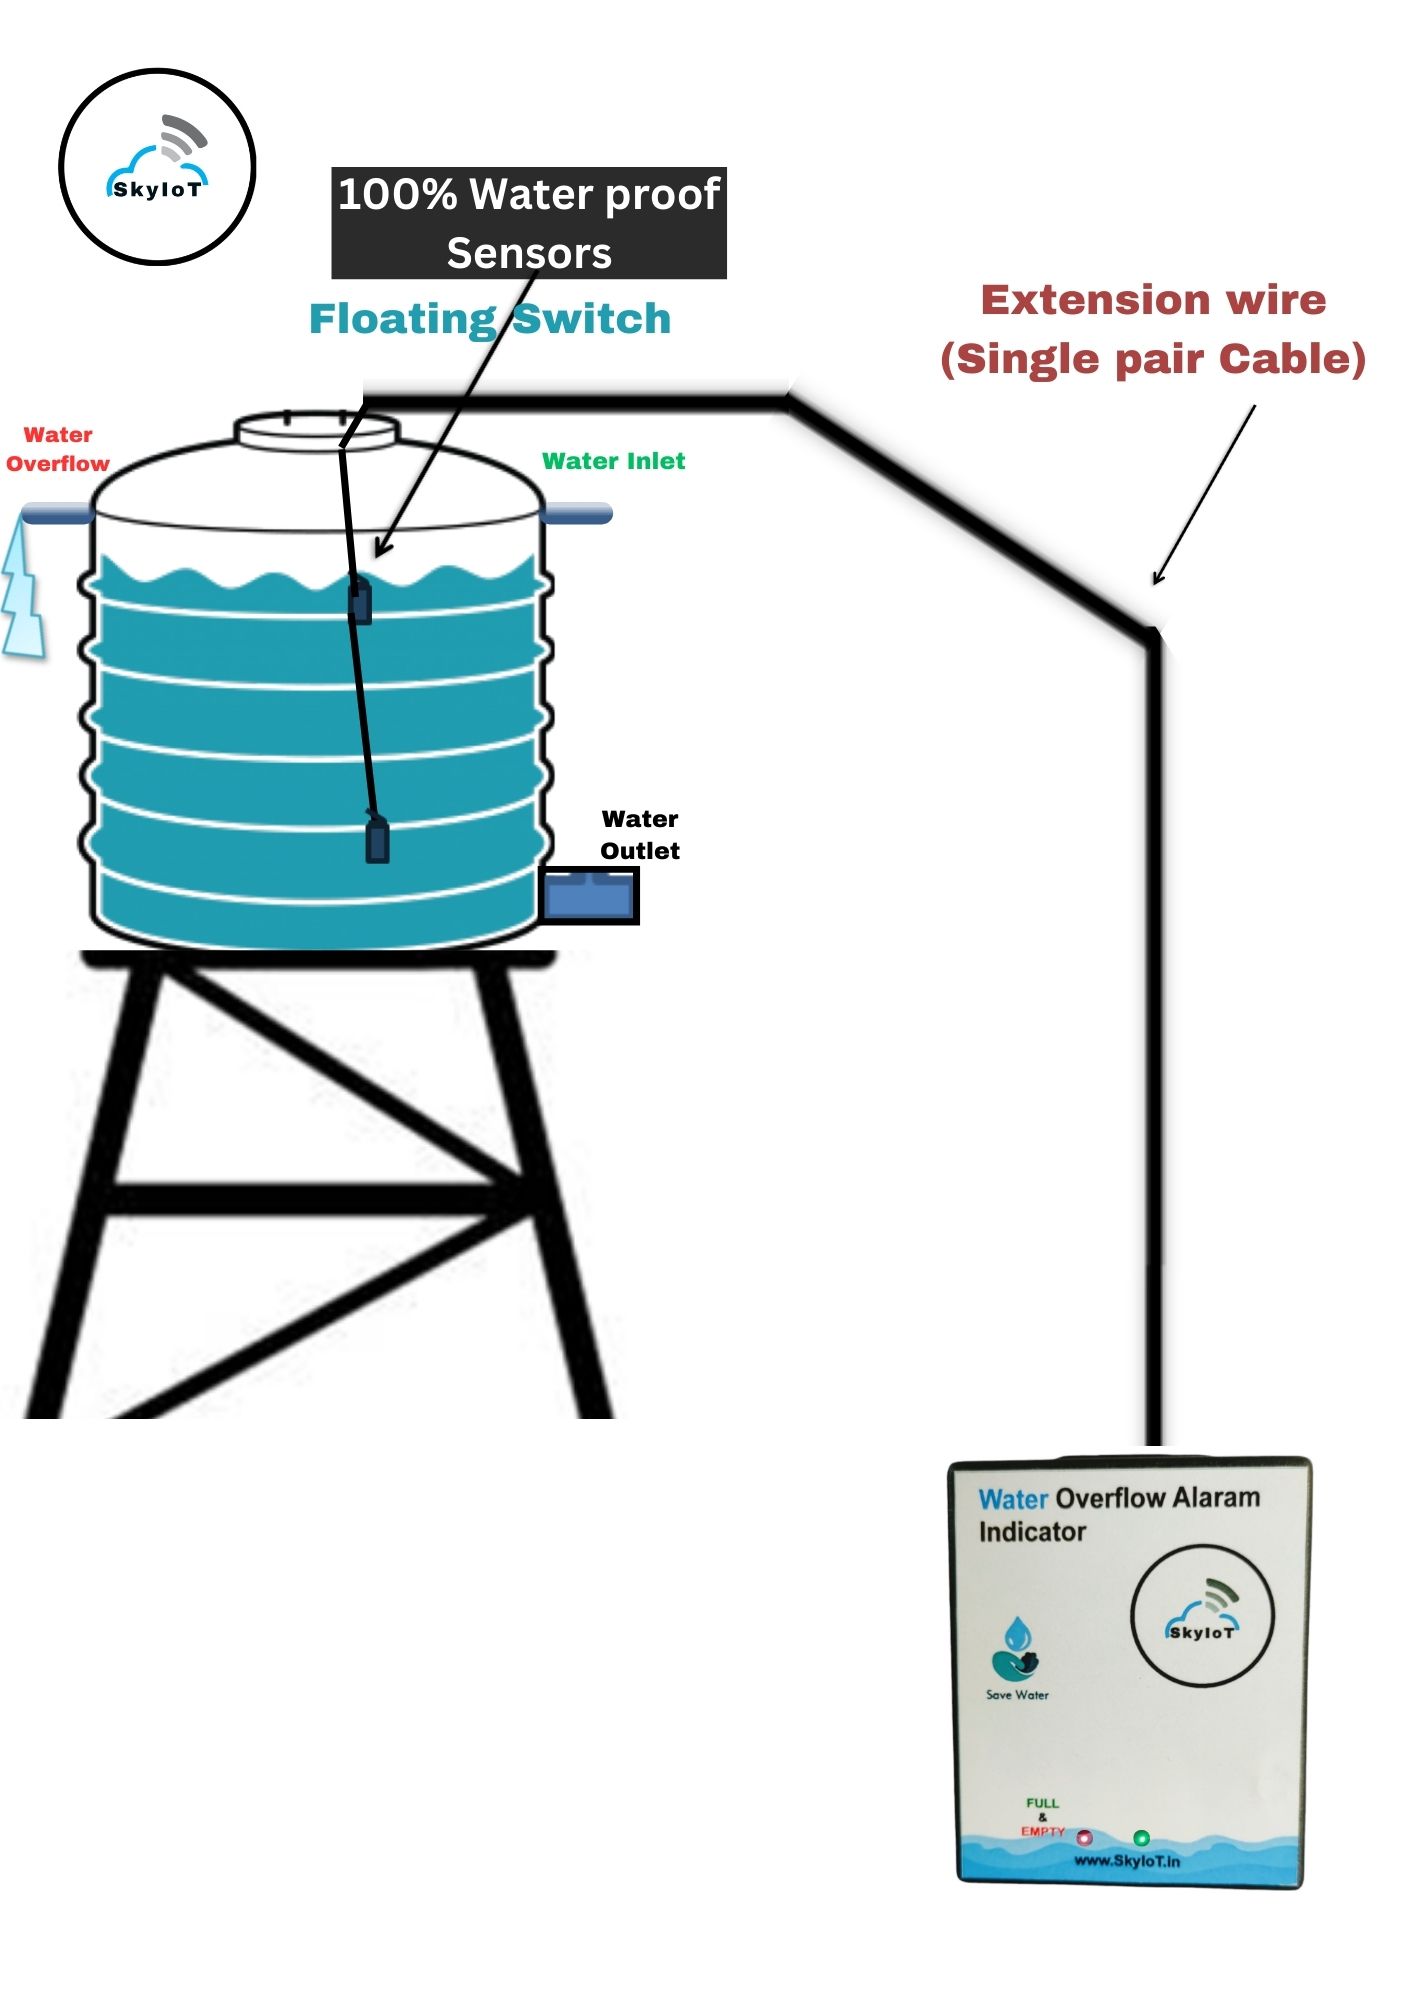 SkyIoT
100% Water proof
Sensors
Floating Switch
Extension wire
(Single pair Cable)
Water
Overflow
Water Inlet
Water
Outlet
Water Overflow Alaram
Indicator
SkyIoT
Save Water
FULL
&
EMPTY
www.SkyIoT.in